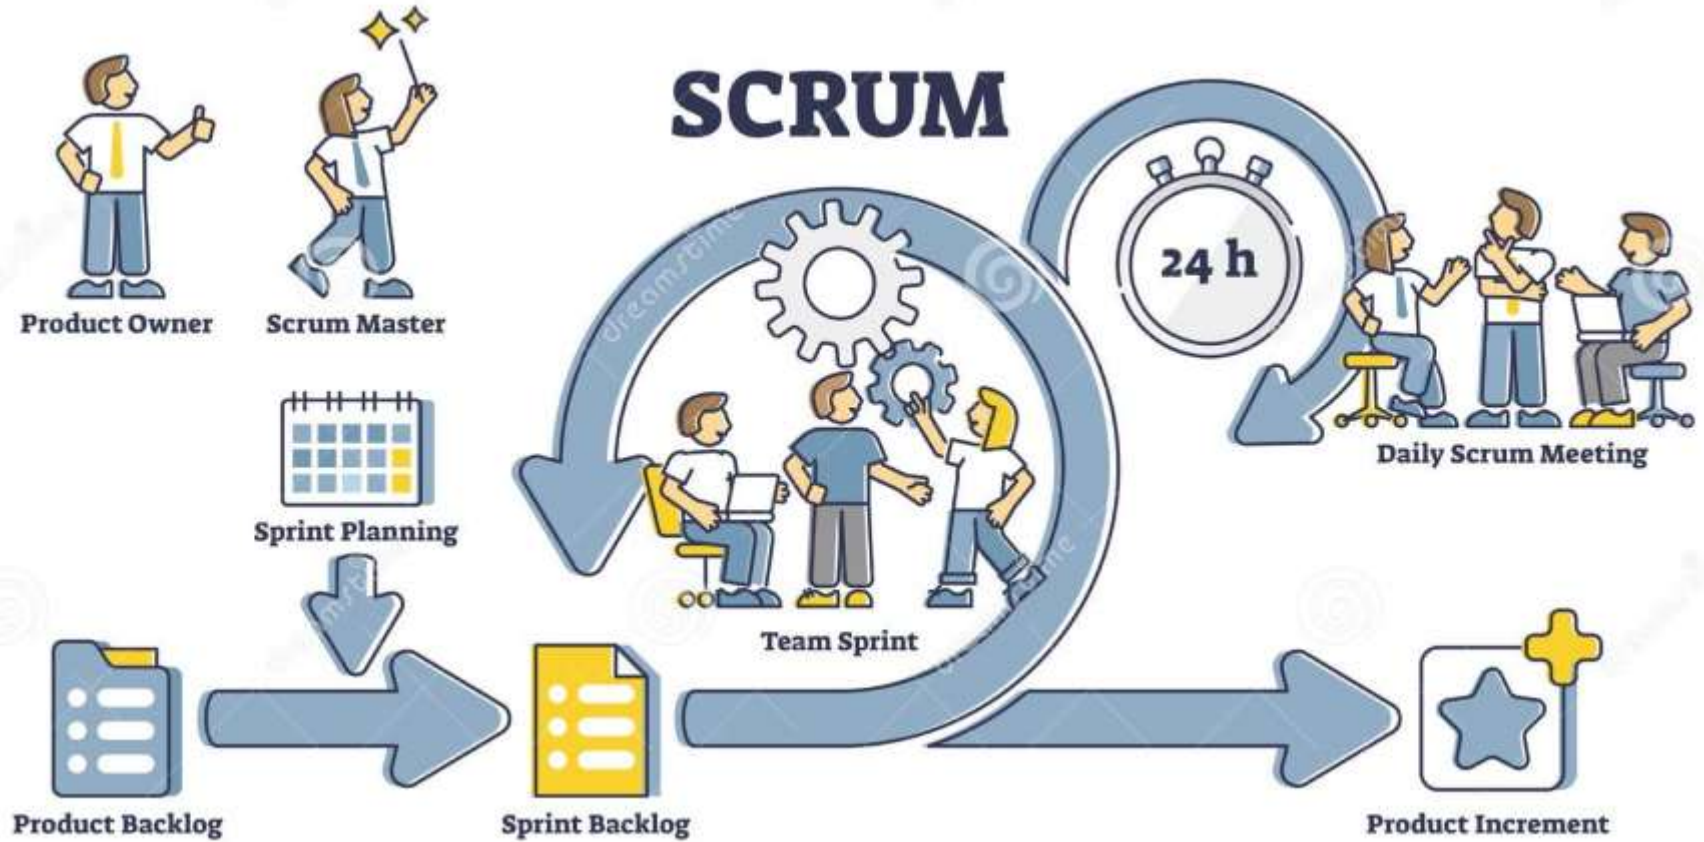 SCRUM
24 h
Product Owner
Scrum Master
Daily Scrum Meeting
Sprint Planning
Team Sprint
Product Backlog
Sprint Backlog
Product Increment
dreamstime